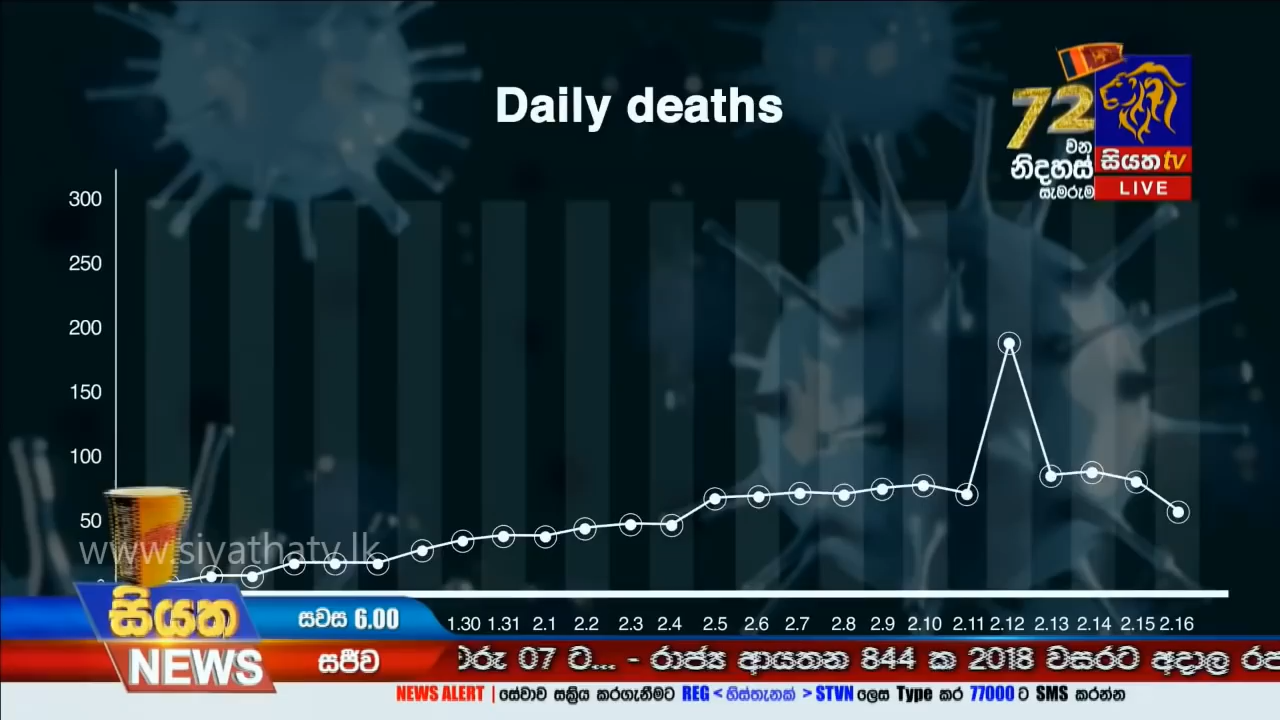 Daily deaths
72
වන
නිදහස්
සැමරුම
සියත tv
LIVE
300
250
200
150
100
50
www.siyathatv.lk
1.30 1.31 2.1 2.2 2.3 2.4 2.5 2.6 2.7 2.8 2.9 2.10 2.11 2.12 2.13 2.14 2.15 2.16
සියත
NEWS
සවස 6.00
සජීව
07 ට... - රාජ්‍ය ආයතන 844 ක 2018 වසරට අදාල
NEWS ALERT | සේවාව සක්‍රිය කරගැනීමට REG < හිස්තැනක් > STVN ලෙස Type කර 77000 ට SMS කරන්න